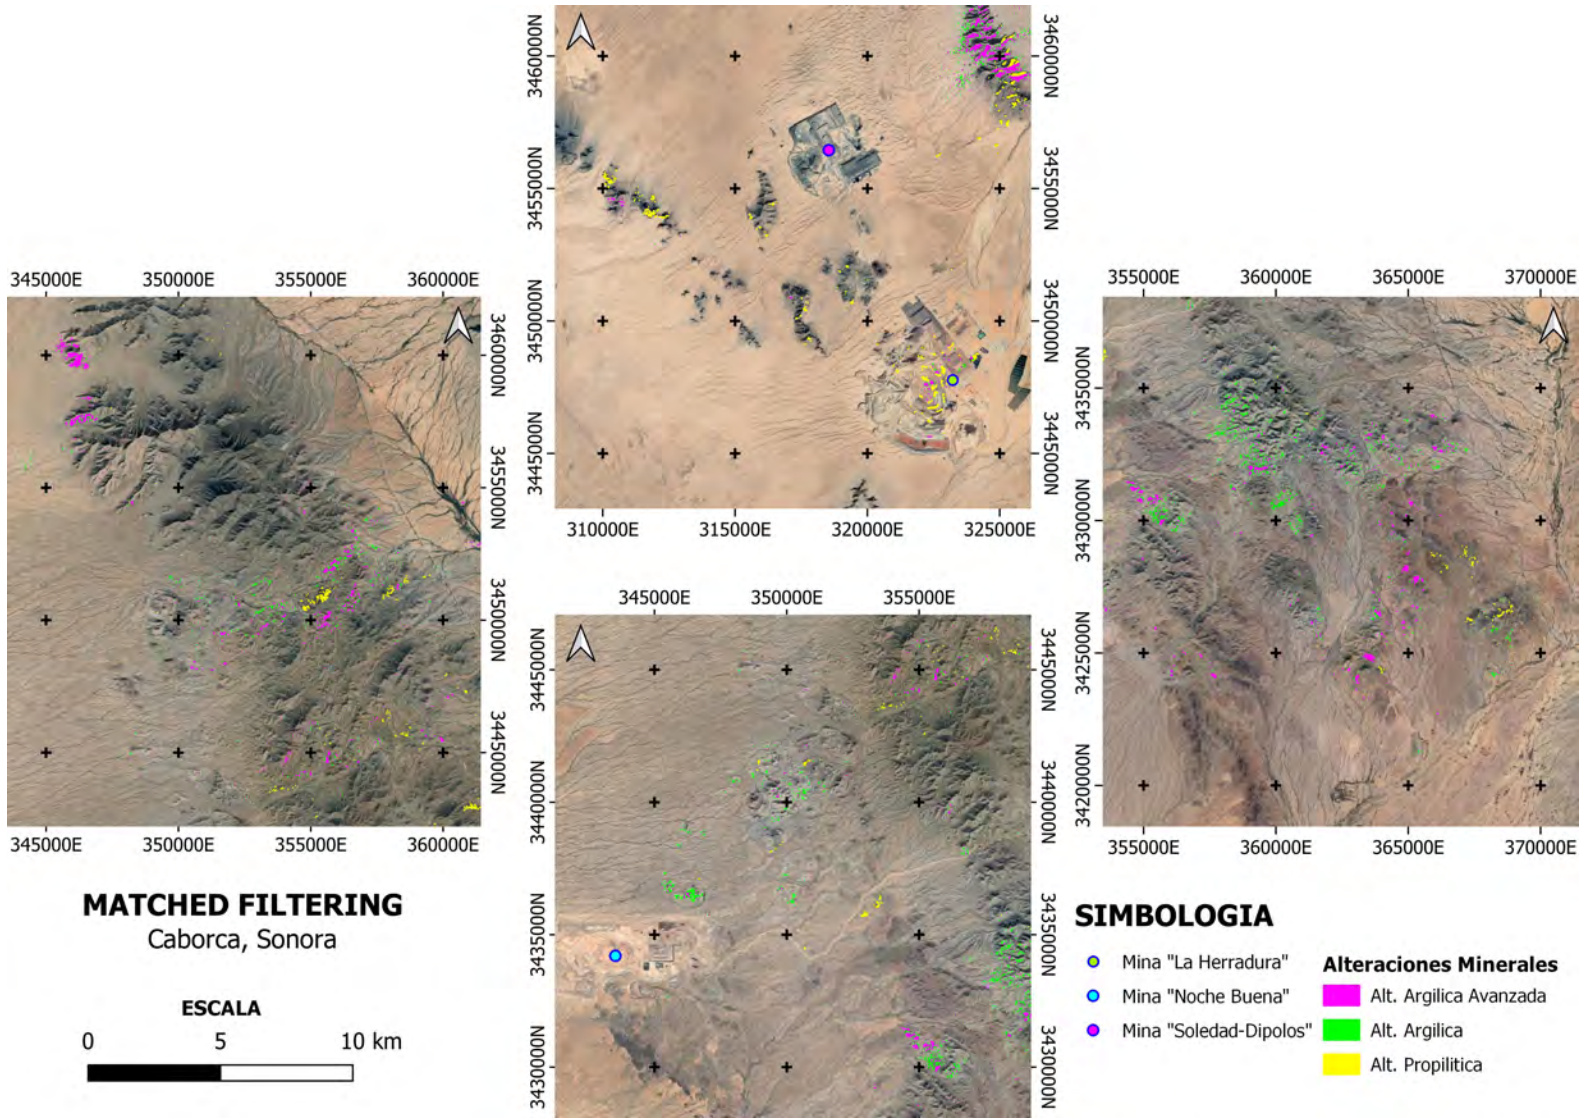 3460000N
3455000N
3450000N
3445000N
3460000N
3455000N
3450000N
3445000N
310000E 315000E 320000E 325000E
345000E 350000E 355000E 360000E
3460000N
3455000N
3450000N
3445000N
345000E 350000E 355000E 360000E
355000E 360000E 365000E 370000E
3435000N
3430000N
3425000N
3420000N
355000E 360000E 365000E 370000E
345000E 350000E 355000E
3445000N
3440000N
3435000N
3430000N
3445000N
3440000N
3435000N
3430000N
MATCHED FILTERING
Caborca, Sonora
ESCALA
0 5 10 km
SIMBOLOGIA
Mina "La Herradura"
Mina "Noche Buena"
Mina "Soledad-Dipolos"
Alteraciones Minerales
Alt. Argilica Avanzada
Alt. Argilica
Alt. Propilitica